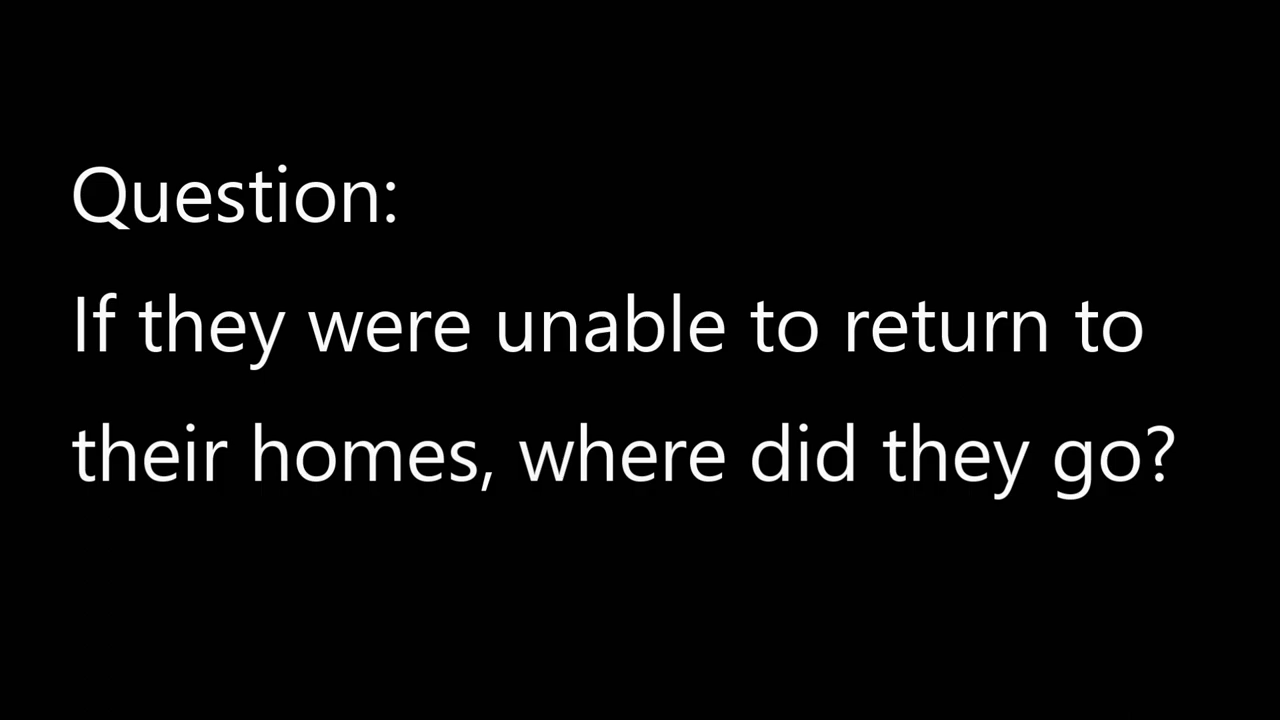 Question:
If they were unable to return to
their homes, where did they go?